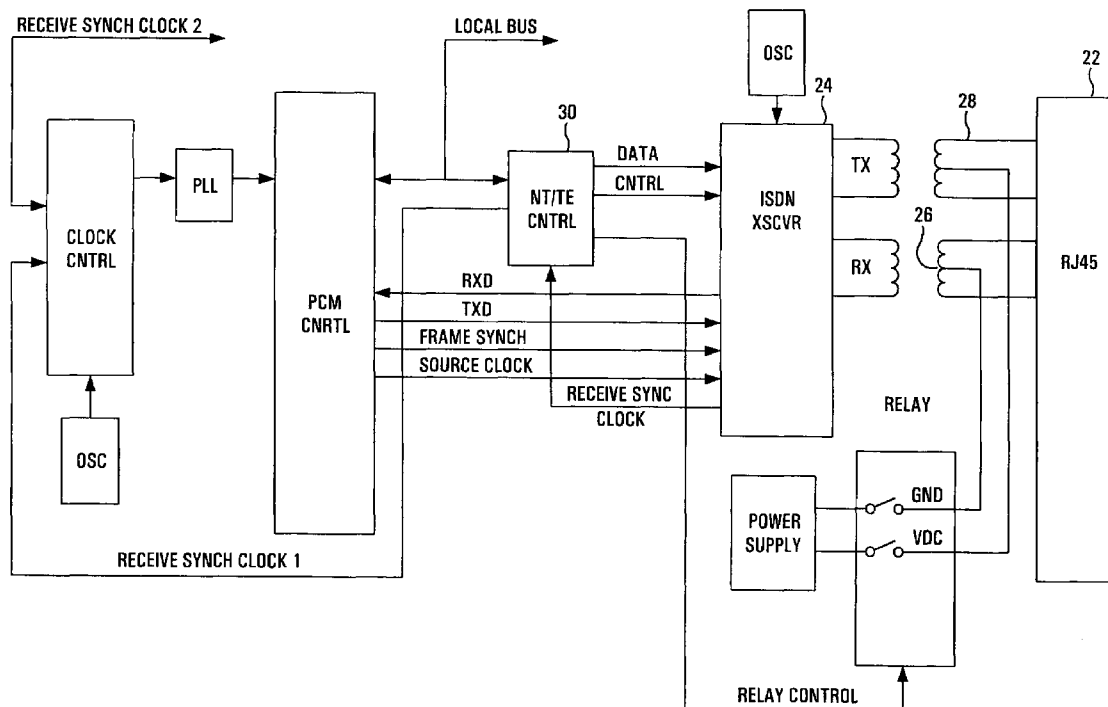 RECEIVE SYNCH CLOCK 2
LOCAL BUS
OSC
24
22
30
28
PLL
NT/TE
CNTRL
DATA
CNTRL
TX
ISDN
XSCVR
CLOCK
CNTRL
26
RX
RJ45
PCM
CNRTL
RXD
TXD
FRAME SYNCH
SOURCE CLOCK
RECEIVE SYNC
CLOCK
RELAY
OSC
POWER
SUPPLY
GND
VDC
RECEIVE SYNCH CLOCK 1
RELAY CONTROL